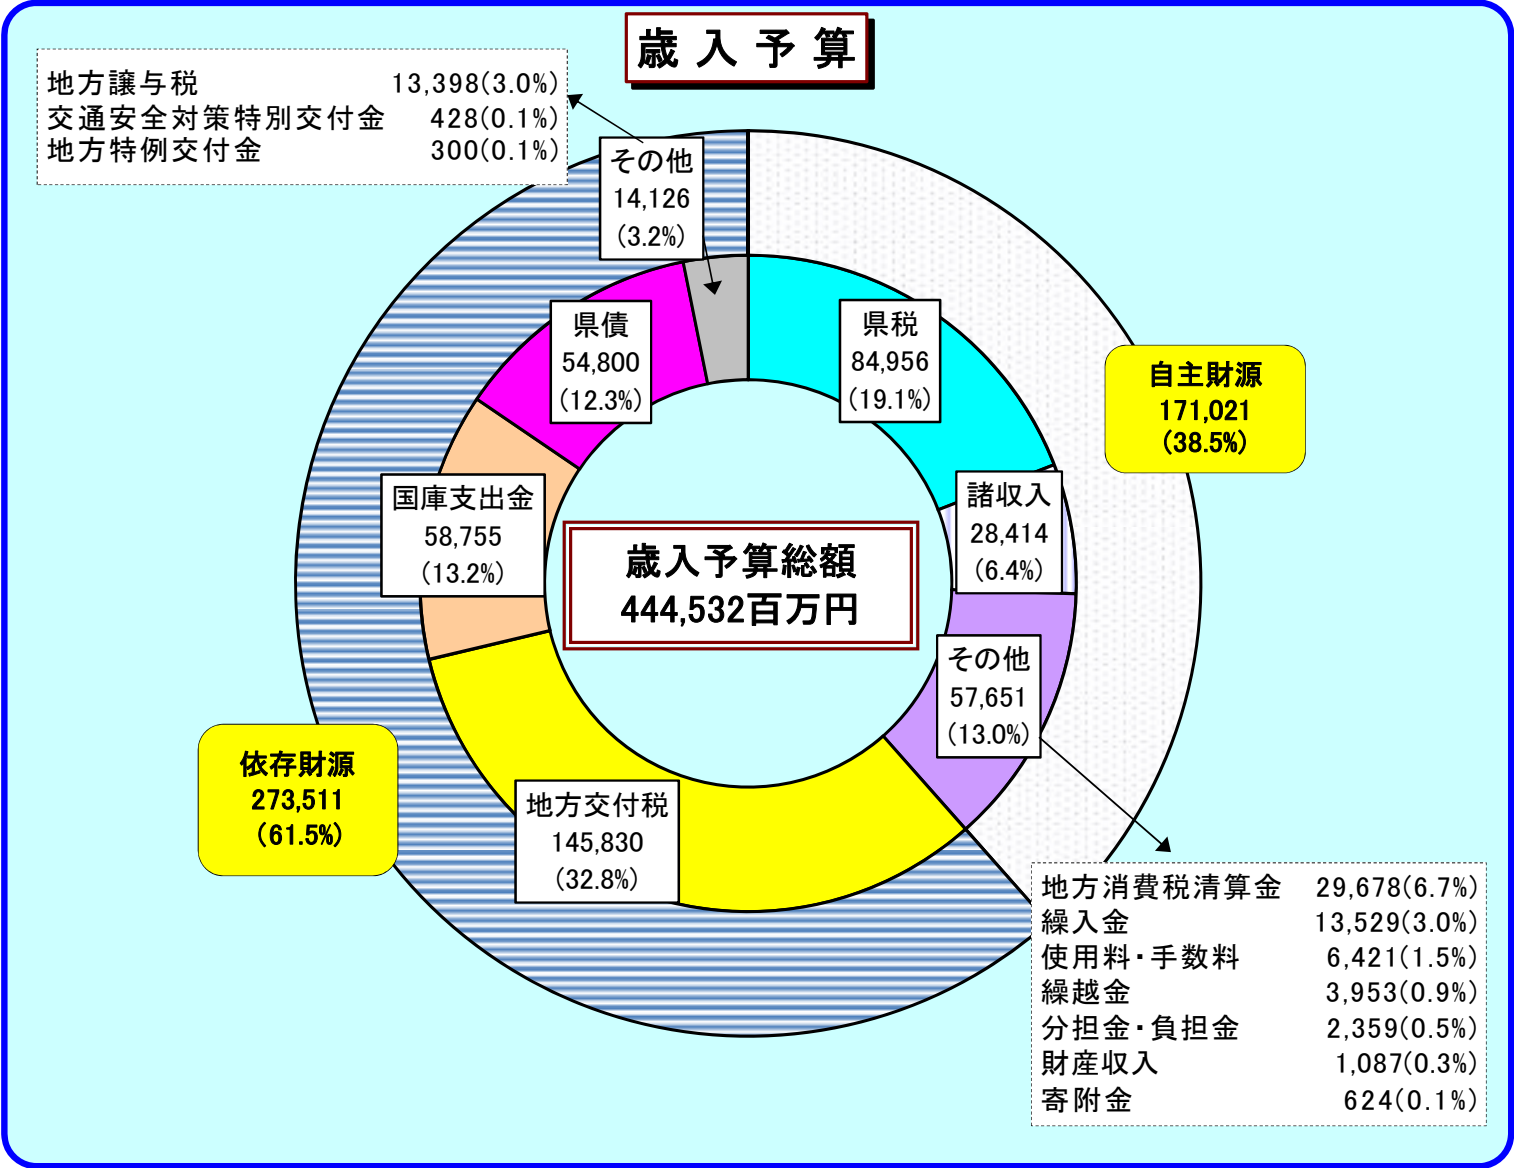 歳入予算
地方譲与税 13,398(3.0%)
交通安全対策特別交付金 428(0.1%)
地方特例交付金 300(0.1%)
その他
14,126
(3.2%)
県債
54,800
(12.3%)
県税
84,956
(19.1%)
自主財源
171,021
(38.5%)
国庫支出金
58,755
(13.2%)
諸収入
28,414
(6.4%)
歳入予算総額
444,532百万円
その他
57,651
(13.0%)
依存財源
273,511
(61.5%)
地方交付税
145,830
(32.8%)
地方消費税清算金 29,678(6.7%)
繰入金 13,529(3.0%)
使用料・手数料 6,421(1.5%)
繰越金 3,953(0.9%)
分担金・負担金 2,359(0.5%)
財産収入 1,087(0.3%)
寄附金 624(0.1%)